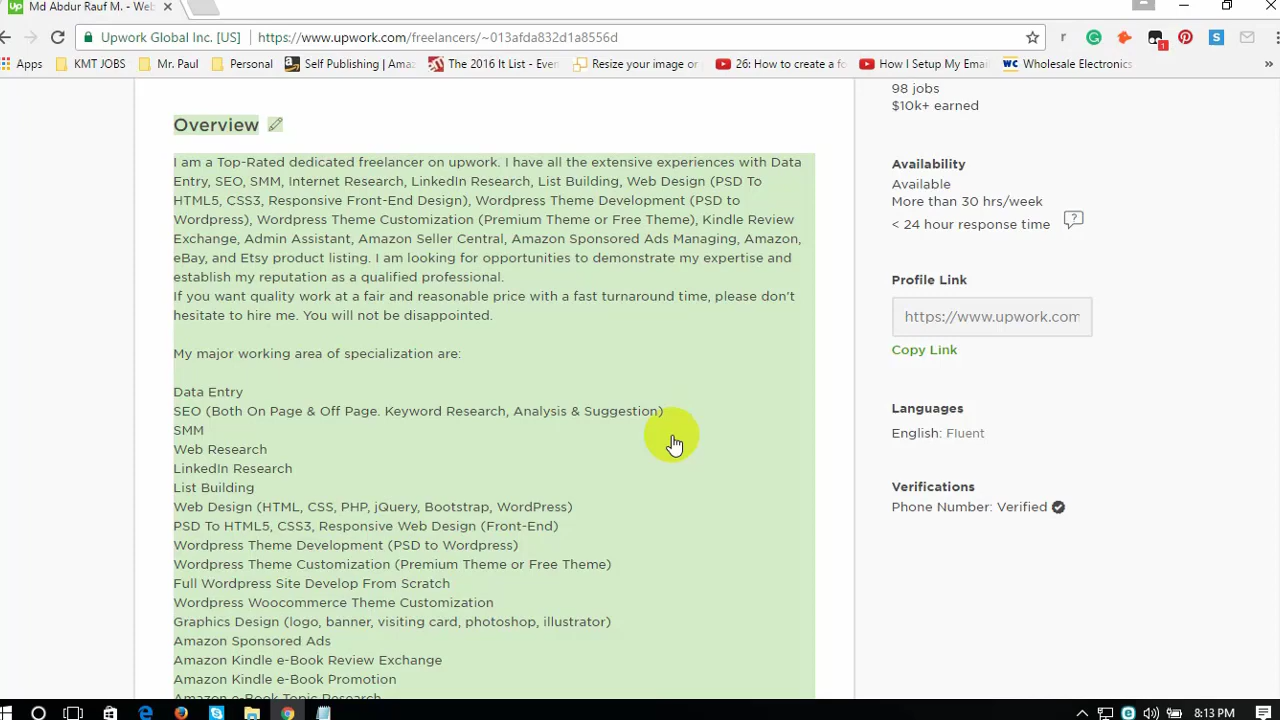 Md Abdur Rauf M. - Web
Upwork Global Inc. [US]
https://www.upwork.com/freelancers/~013afda832d1a8556d
Apps
KMT JOBS
Mr. Paul
Personal
Self Publishing | Ama
The 2016 It List - Even
Resize your image or
26: How to create a fo
How I Setup My Email
Wholesale Electronics
»
98 jobs
$10k+ earned
Overview
I am a Top-Rated dedicated freelancer on upwork. I have all the extensive experiences with Data
Entry, SEO, SMM, Internet Research, LinkedIn Research, List Building, Web Design (PSD To
HTML5, CSS3, Responsive Front-End Design), Wordpress Theme Development (PSD to
Wordpress), Wordpress Theme Customization (Premium Theme or Free Theme), Kindle Review
Exchange, Admin Assistant, Amazon Seller Central, Amazon Sponsored Ads Managing, Amazon,
eBay, and Etsy product listing. I am looking for opportunities to demonstrate my expertise and
establish my reputation as a qualified professional.
If you want quality work at a fair and reasonable price with a fast turnaround time, please don't
hesitate to hire me. You will not be disappointed.
My major working area of specialization are:
Data Entry
SEO (Both On Page & Off Page. Keyword Research, Analysis & Suggestion)
SMM
Web Research
LinkedIn Research
List Building
Web Design (HTML, CSS, PHP, jQuery, Bootstrap, WordPress)
PSD To HTML5, CSS3, Responsive Web Design (Front-End)
Wordpress Theme Development (PSD to Wordpress)
Wordpress Theme Customization (Premium Theme or Free Theme)
Full Wordpress Site Develop From Scratch
Wordpress Woocommerce Theme Customization
Graphics Design (logo, banner, visiting card, photoshop, illustrator)
Amazon Sponsored Ads
Amazon Kindle e-Book Review Exchange
Amazon Kindle e-Book Promotion
Amazon e-Book Topic Research
Availability
Available
More than 30 hrs/week
< 24 hour response time
Profile Link
https://www.upwork.com
Copy Link
Languages
English: Fluent
Verifications
Phone Number: Verified
8:13 PM